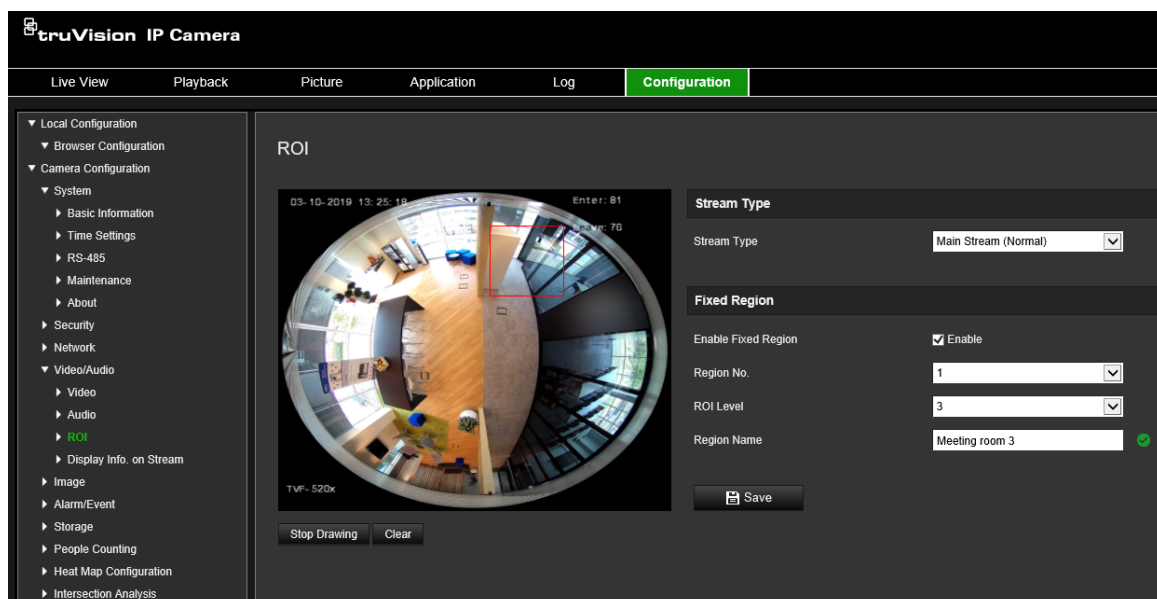 truVision IP Camera
Live View Playback Picture Application Log Configuration
Local Configuration
Browser Configuration
Camera Configuration
System
Basic Information
Time Settings
RS-485
Maintenance
About
Security
Network
Video/Audio
Video
Audio
ROI
Display Info. on Stream
Image
Alarm/Event
Storage
People Counting
Heat Map Configuration
Intersection Analysis
ROI
03-10-2019 13:25:18 Enter: 81
76
TVF-520x
Stop Drawing Clear
Stream Type
Stream Type Main Stream (Normal)
Fixed Region
Enable Fixed Region Enable
Region No. 1
ROI Level 3
Region Name Meeting room 3
Save